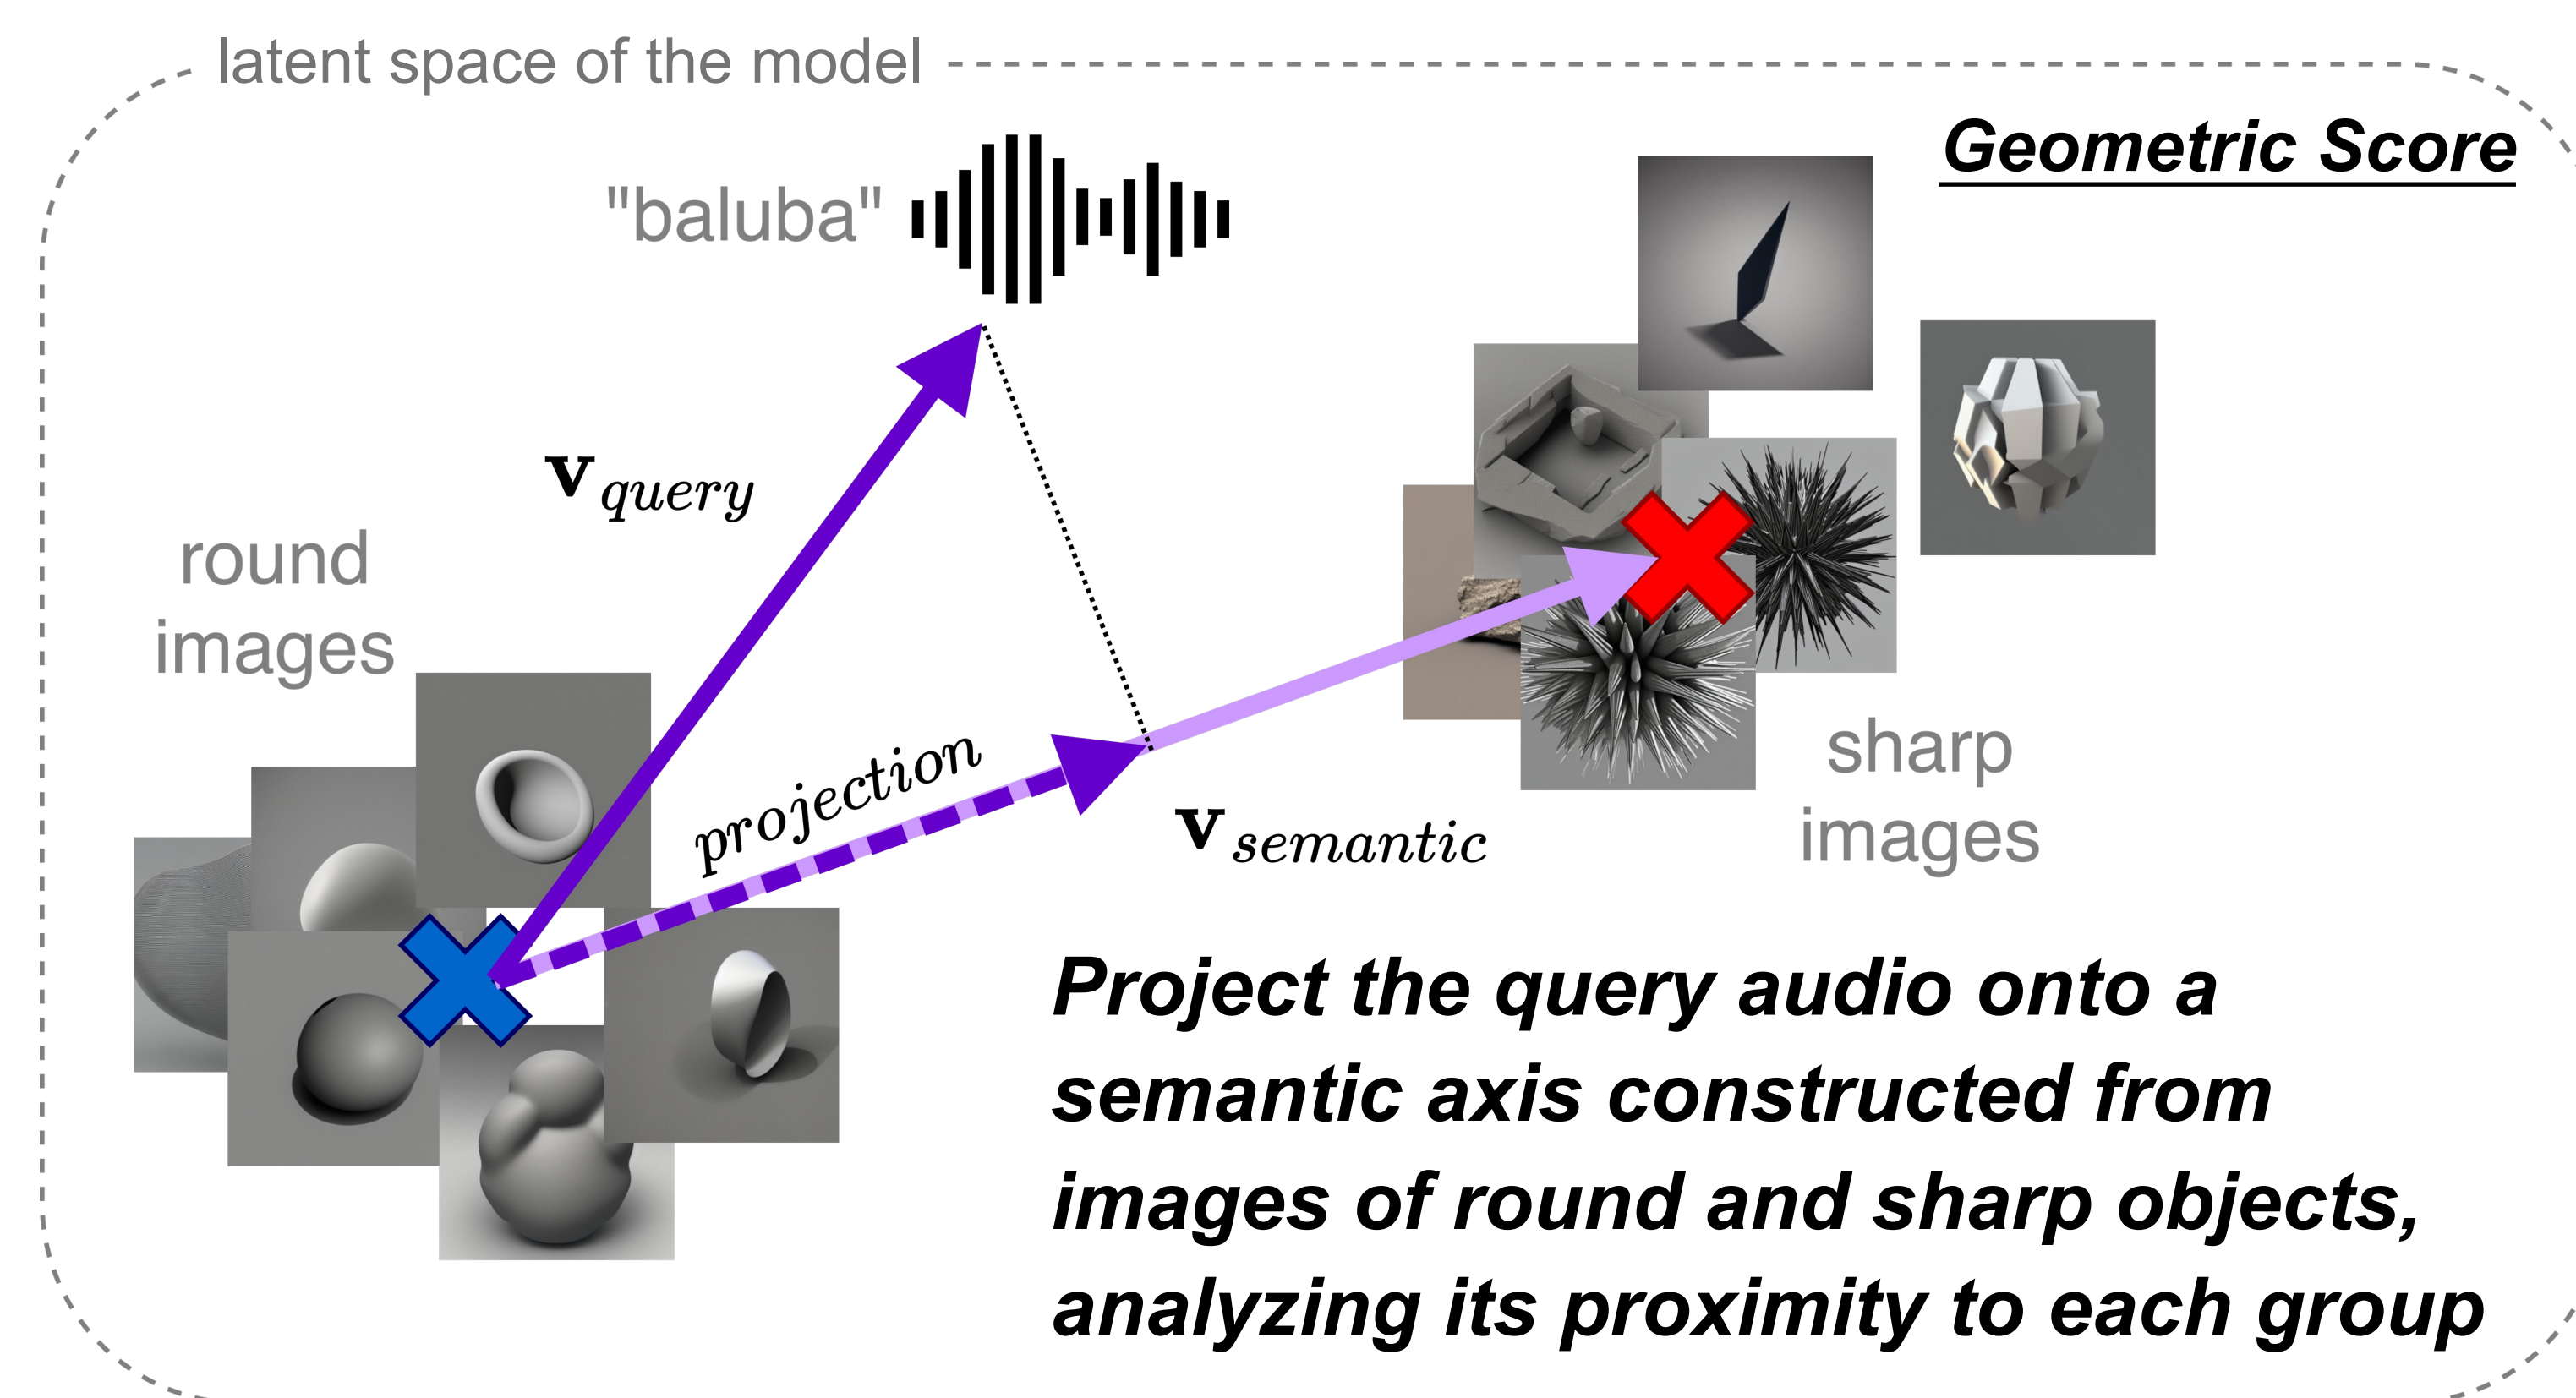 latent space of the model
Geometric Score
"baluba"
v query
round
images
projection
v semantic
sharp
images
Project the query audio onto a
semantic axis constructed from
images of round and sharp objects,
analyzing its proximity to each group